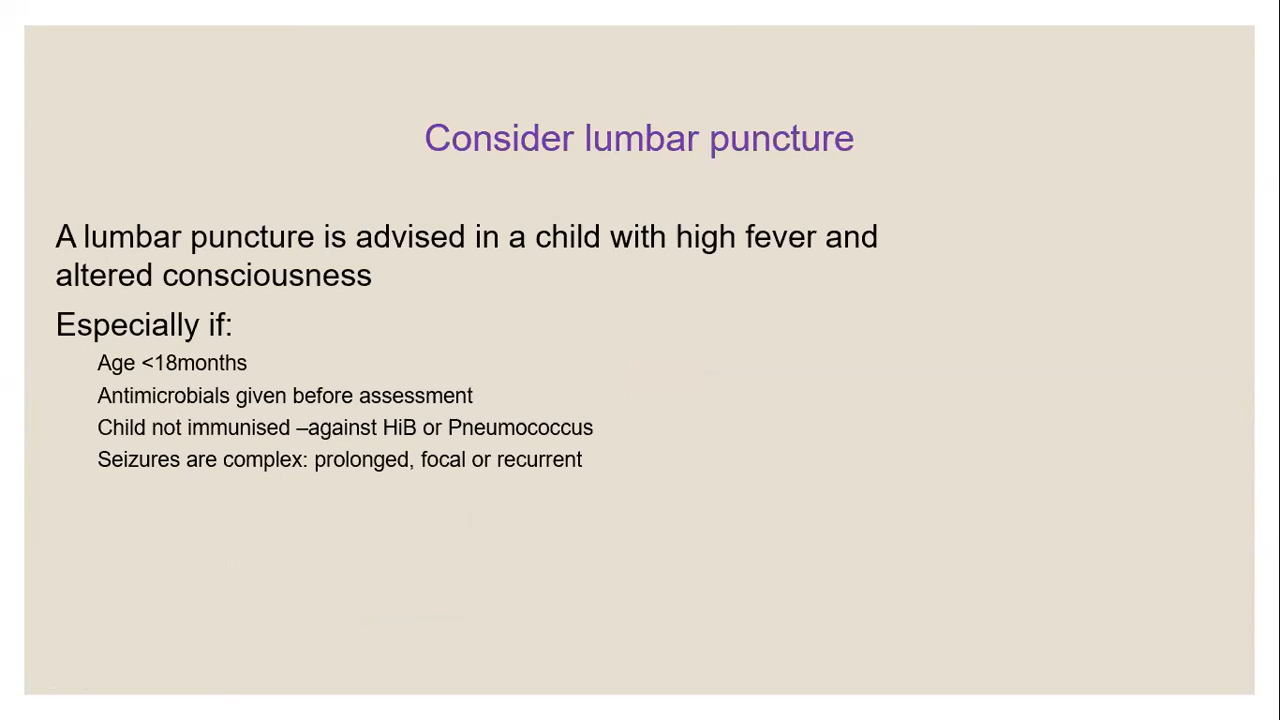 Consider lumbar puncture
A lumbar puncture is advised in a child with high fever and
altered consciousness
Especially if:
Age <18months
Antimicrobials given before assessment
Child not immunised –against HiB or Pneumococcus
Seizures are complex: prolonged, focal or recurrent